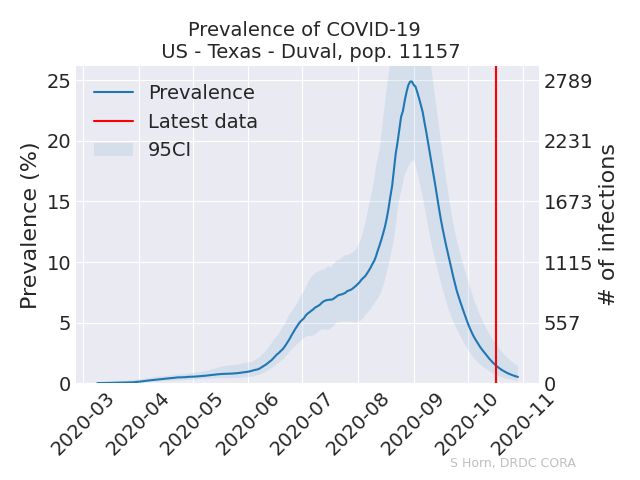 Prevalence of COVID-19
US - Texas - Duval, pop. 11157
Prevalence
Latest data
95CI
Prevalence (%)
25
20
15
10
5
0
2789
2231
1673
1115
557
0
# of infections
2020-03
2020-04
2020-05
2020-06
2020-07
2020-08
2020-09
2020-10
2020-11
S Horn, DRDC CORA